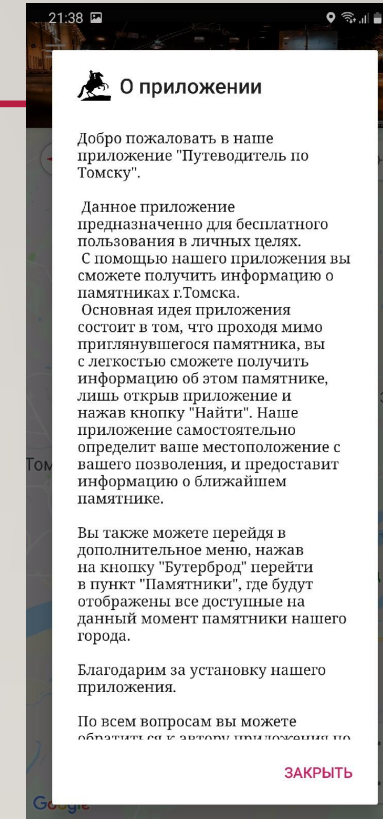 21:38
О приложении
Добро пожаловать в наше
приложение "Путеводитель по
Томску".
Данное приложение
предназначенно для бесплатного
пользования в личных целях.
С помощью нашего приложения вы
сможете получить информацию о
памятниках г.Томска.
Основная идея приложения
состоит в том, что проходя мимо
приглянувшегося памятника, вы
с легкостью сможете получить
информацию об этом памятнике,
лишь открыв приложение и
нажав кнопку "Найти". Наше
приложение самостоятельно
определит ваше местоположение с
вашего позволения, и предоставит
информацию о ближайшем
памятнике.
Вы также можете перейдя в
дополнительное меню, нажав
на кнопку "Бутерброд" перейти
в пункт "Памятники", где будут
отображены все доступные на
данный момент памятники нашего
города.
Благодарим за установку нашего
приложения.
По всем вопросам вы можете
обратиться к автору приложения по
ЗАКРЫТЬ
Том
Google